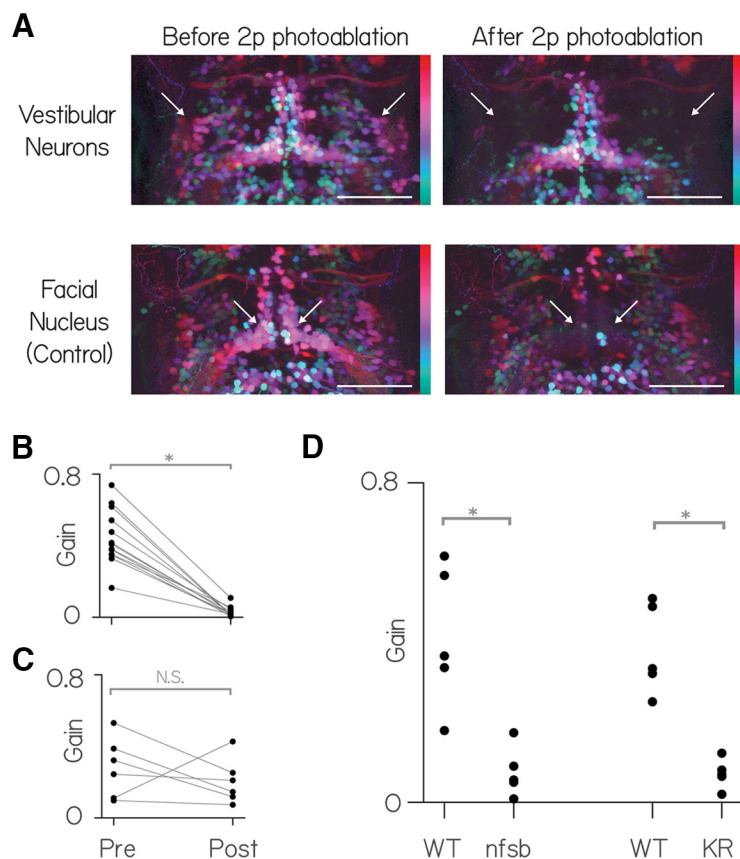 A
Before 2p photoablation
After 2p photoablation
Vestibular
Neurons
Facial
Nucleus
(Control)
B
0.8
Gain
0
*
C
0.8
Gain
0
N.S.
Pre
Post
D
0.8
Gain
0
*
*
WT
nfsb
WT
KR